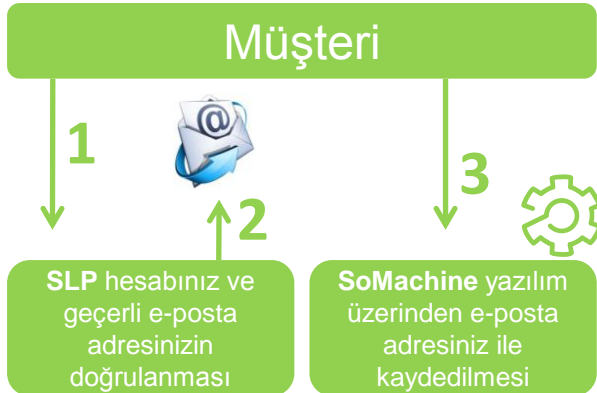 Müşteri
1
@
2
3
SLP hesabınız ve
geçerli e-posta
adresinizin
doğrulanması
SoMachine yazılım
üzerinden e-posta
adresiniz ile
kaydedilmesi